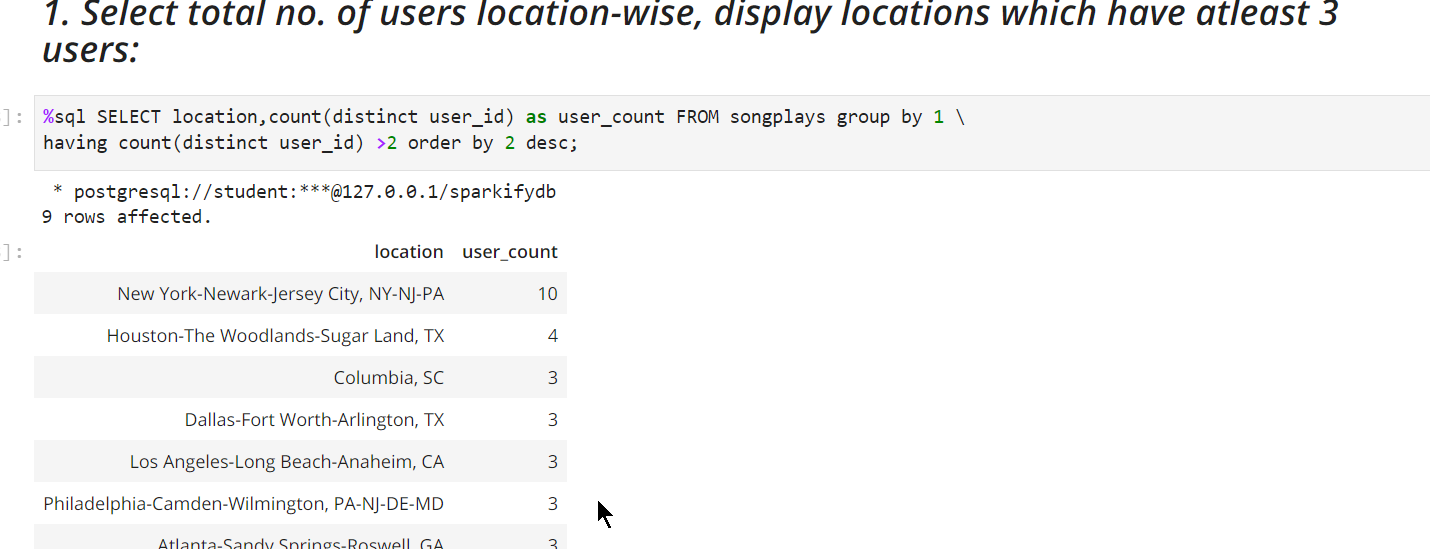 1. Select total no. of users location-wise, display locations which have atleast 3
users:
]:
%sql SELECT location,count(distinct user_id) as user_count FROM songplays group by 1 \
having count(distinct user_id) >2 order by 2 desc;
* postgresql://student:***@127.0.0.1/sparkifydb
9 rows affected.
]:
location user_count
New York-Newark-Jersey City, NY-NJ-PA 10
Houston-The Woodlands-Sugar Land, TX 4
Columbia, SC 3
Dallas-Fort Worth-Arlington, TX 3
Los Angeles-Long Beach-Anaheim, CA 3
Philadelphia-Camden-Wilmington, PA-NJ-DE-MD 3
Atlanta-Sandy Springs-Roswell, GA 3